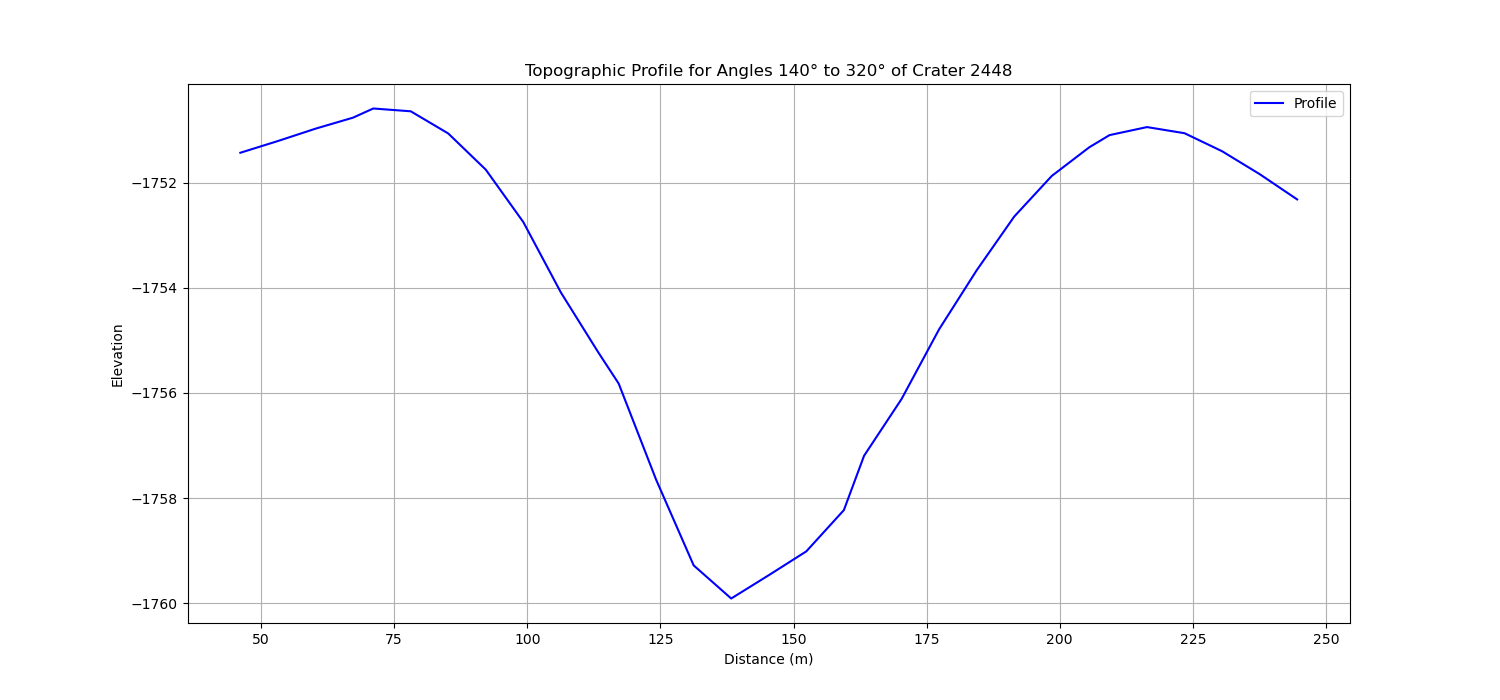 Topographic Profile for Angles 140° to 320° of Crater 2448
Profile
Elevation
−1752
−1754
−1756
−1758
−1760
50 75 100 125 150 175 200 225 250
Distance (m)